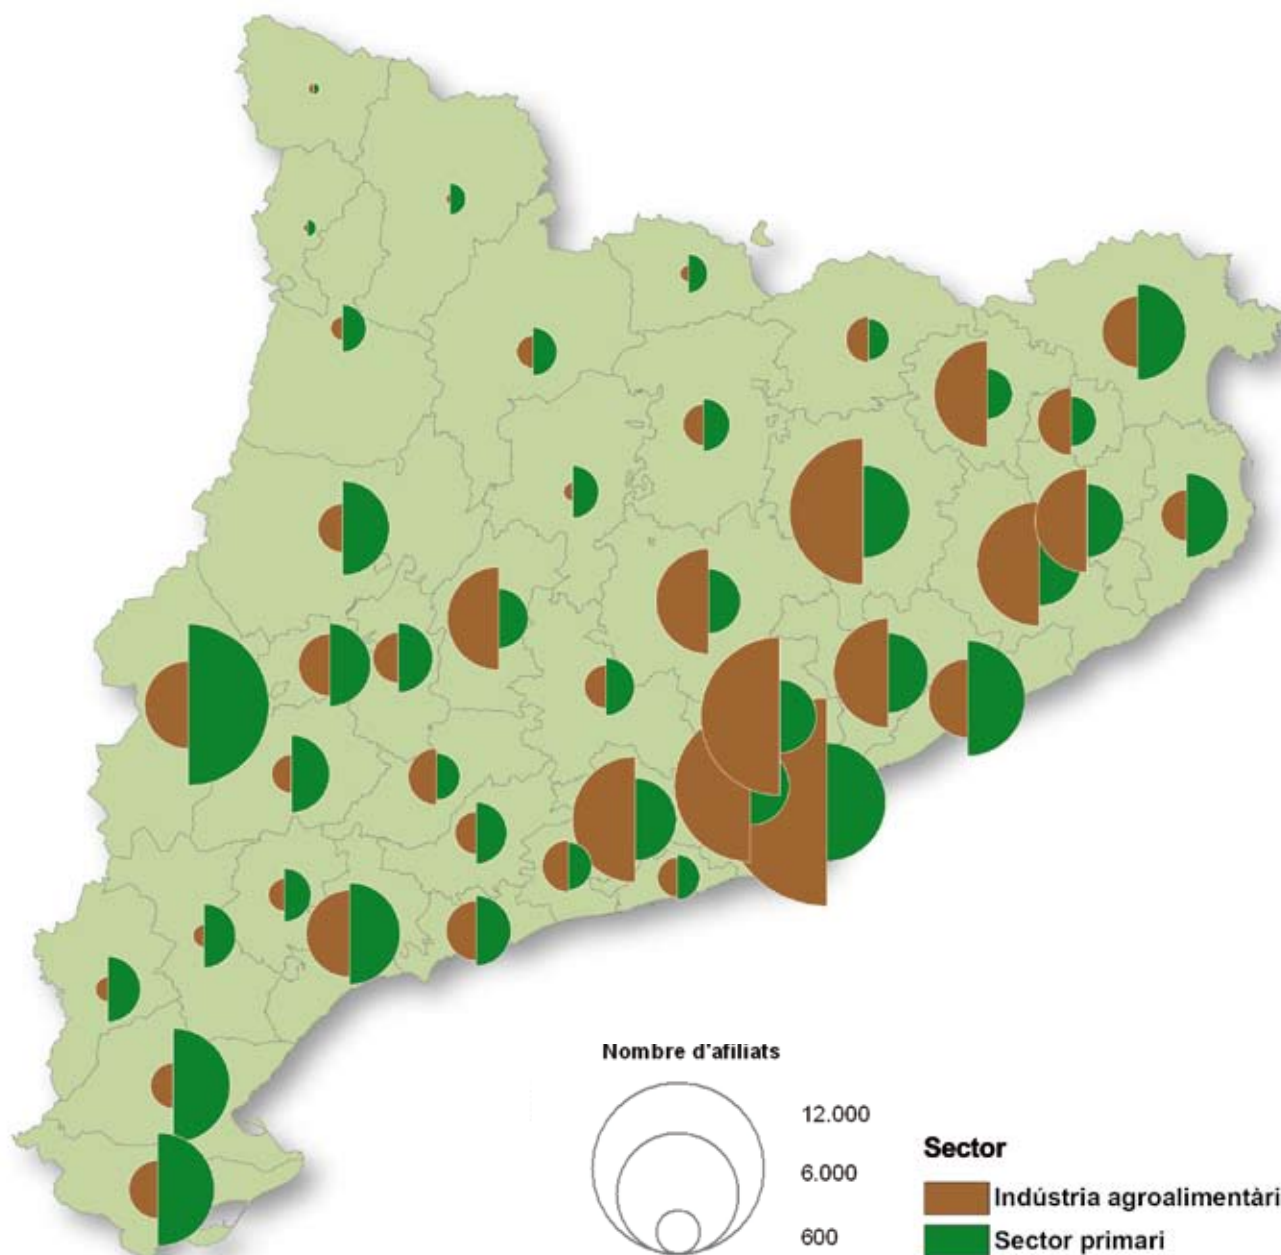 Nombre d'afiliats
12.000
6.000
600
Sector
Indústria agroalimentàri
Sector primari